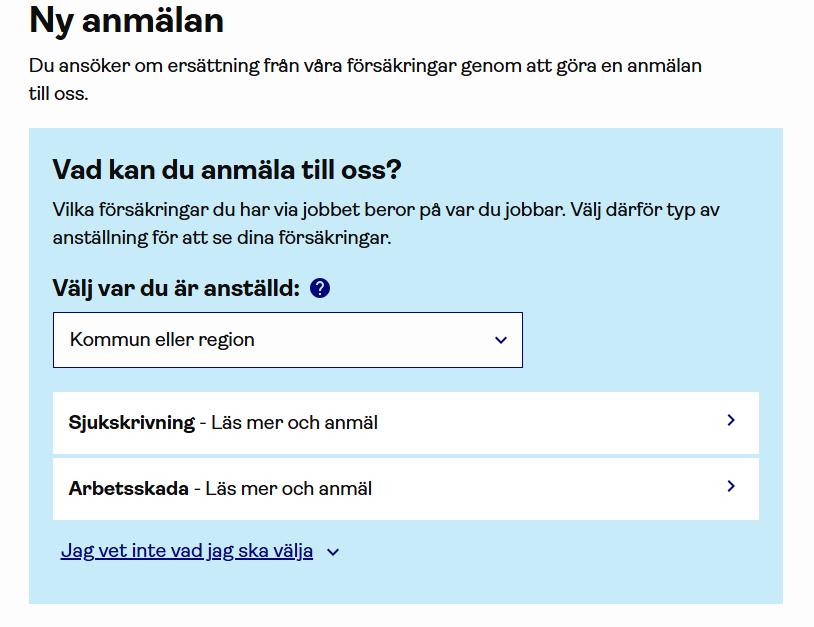 Ny anmälan
Du ansöker om ersättning från våra försäkringar genom att göra en anmälan
till oss.
Vad kan du anmäla till oss?
Vilka försäkringar du har via jobbet beror på var du jobbar. Välj därför typ av
anställning för att se dina försäkringar.
Välj var du är anställd: ?
Kommun eller region
Sjukskrivning - Läs mer och anmäl
Arbetsskada - Läs mer och anmäl
Jag vet inte vad jag ska välja